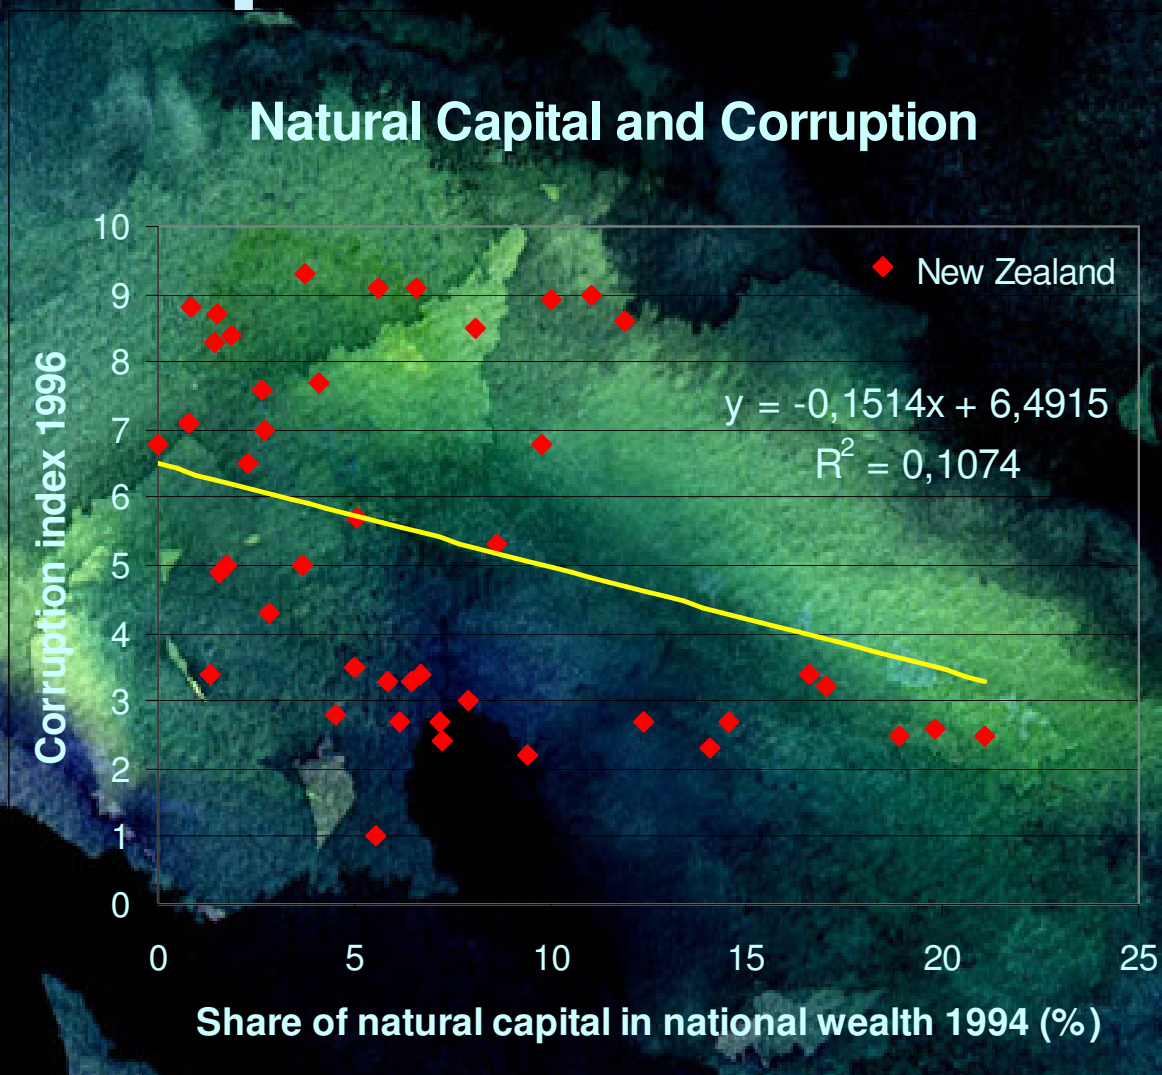 Natural Capital and Corruption
10
9
8
7
6
5
4
3
2
1
0
Corruption index 1996
New Zealand
y = -0,1514x + 6,4915
R² = 0,1074
0 5 10 15 20 25
Share of natural capital in national wealth 1994 (%)